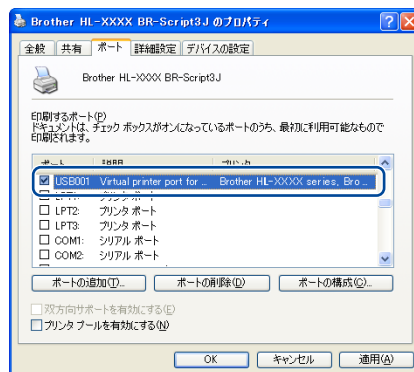 Brother HL-XXXX BR-Script3J のプロパティ
全般 共有 ポート 詳細設定 デバイスの設定
Brother HL-XXXX BR-Script3J
印刷するポート(P)
ドキュメントは、チェック ボックスがオンになっているポートのうち、最初に利用可能なもので
印刷されます。
ポート 説明 プリンタ
USB001 Virtual printer port for ... Brother HL-XXXX series, Bro...
LPT2: プリンタ ポート
LPT3: プリンタ ポート
COM1: シリアル ポート
COM2: シリアル ポート
ポートの追加(T)... ポートの削除(D) ポートの構成(C)...
双方向サポートを有効にする(E)
プリンタ プールを有効にする(N)
OK キャンセル 適用(A)